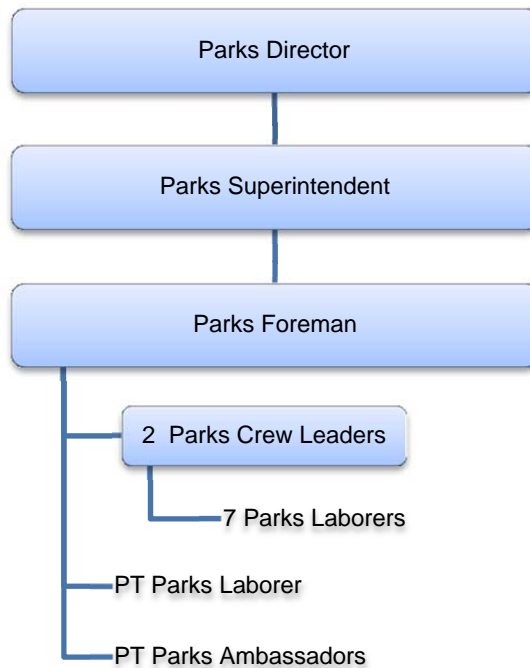 Parks Director
Parks Superintendent
Parks Foreman
2 Parks Crew Leaders
7 Parks Laborers
PT Parks Laborer
PT Parks Ambassadors